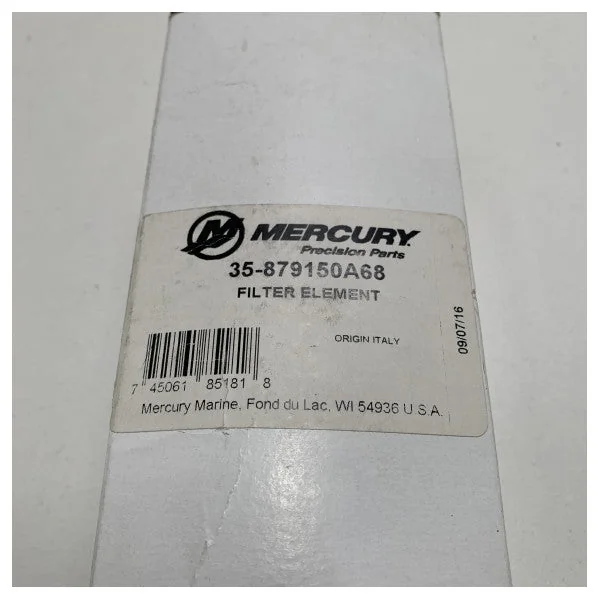 MERCURY
Precision Parts
35-879150A68
FILTER ELEMENT
ORIGIN ITALY
09/07/16
7 45061 85181 8
Mercury Marine, Fond du Lac, WI 54936 U.S.A.